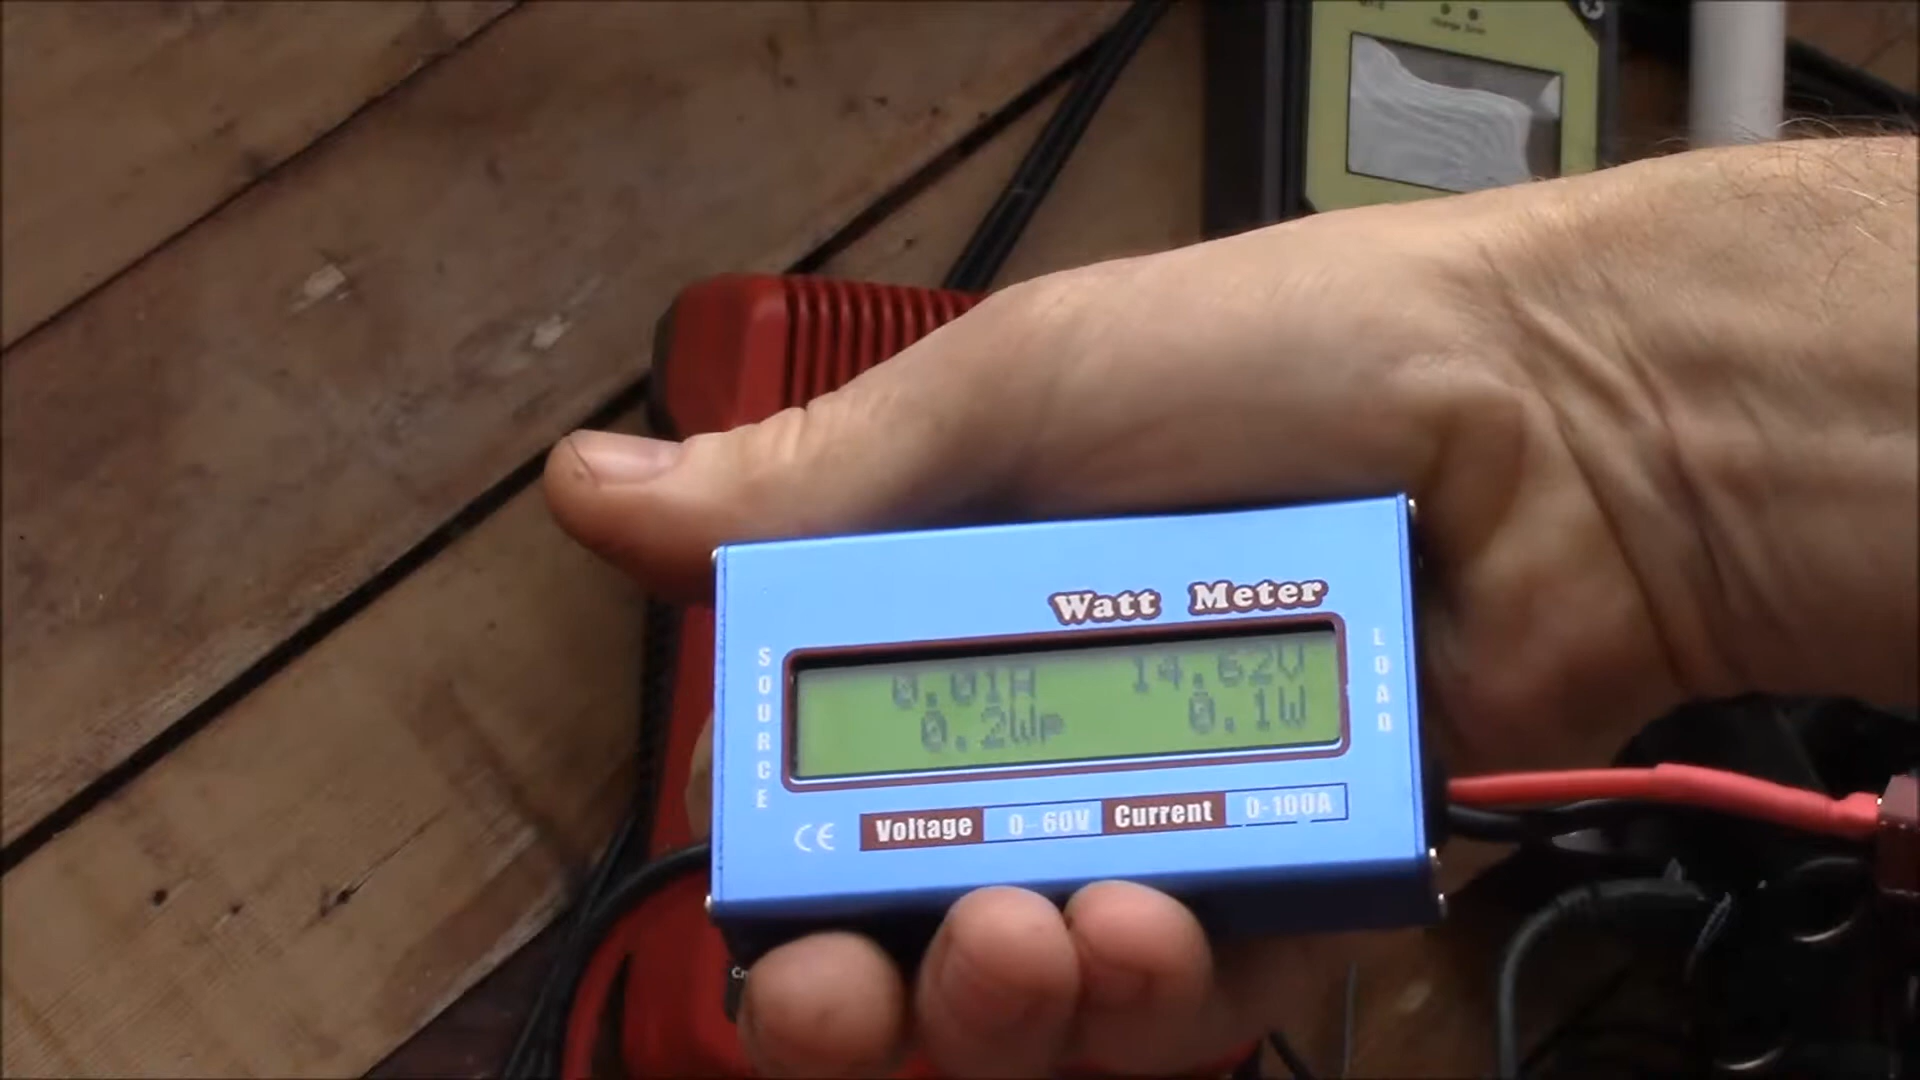 Watt Meter
SOURCE
0.01A 14.62V
0.2Wp 0.1W
LOAD
CE Voltage 0-60V Current 0-100A